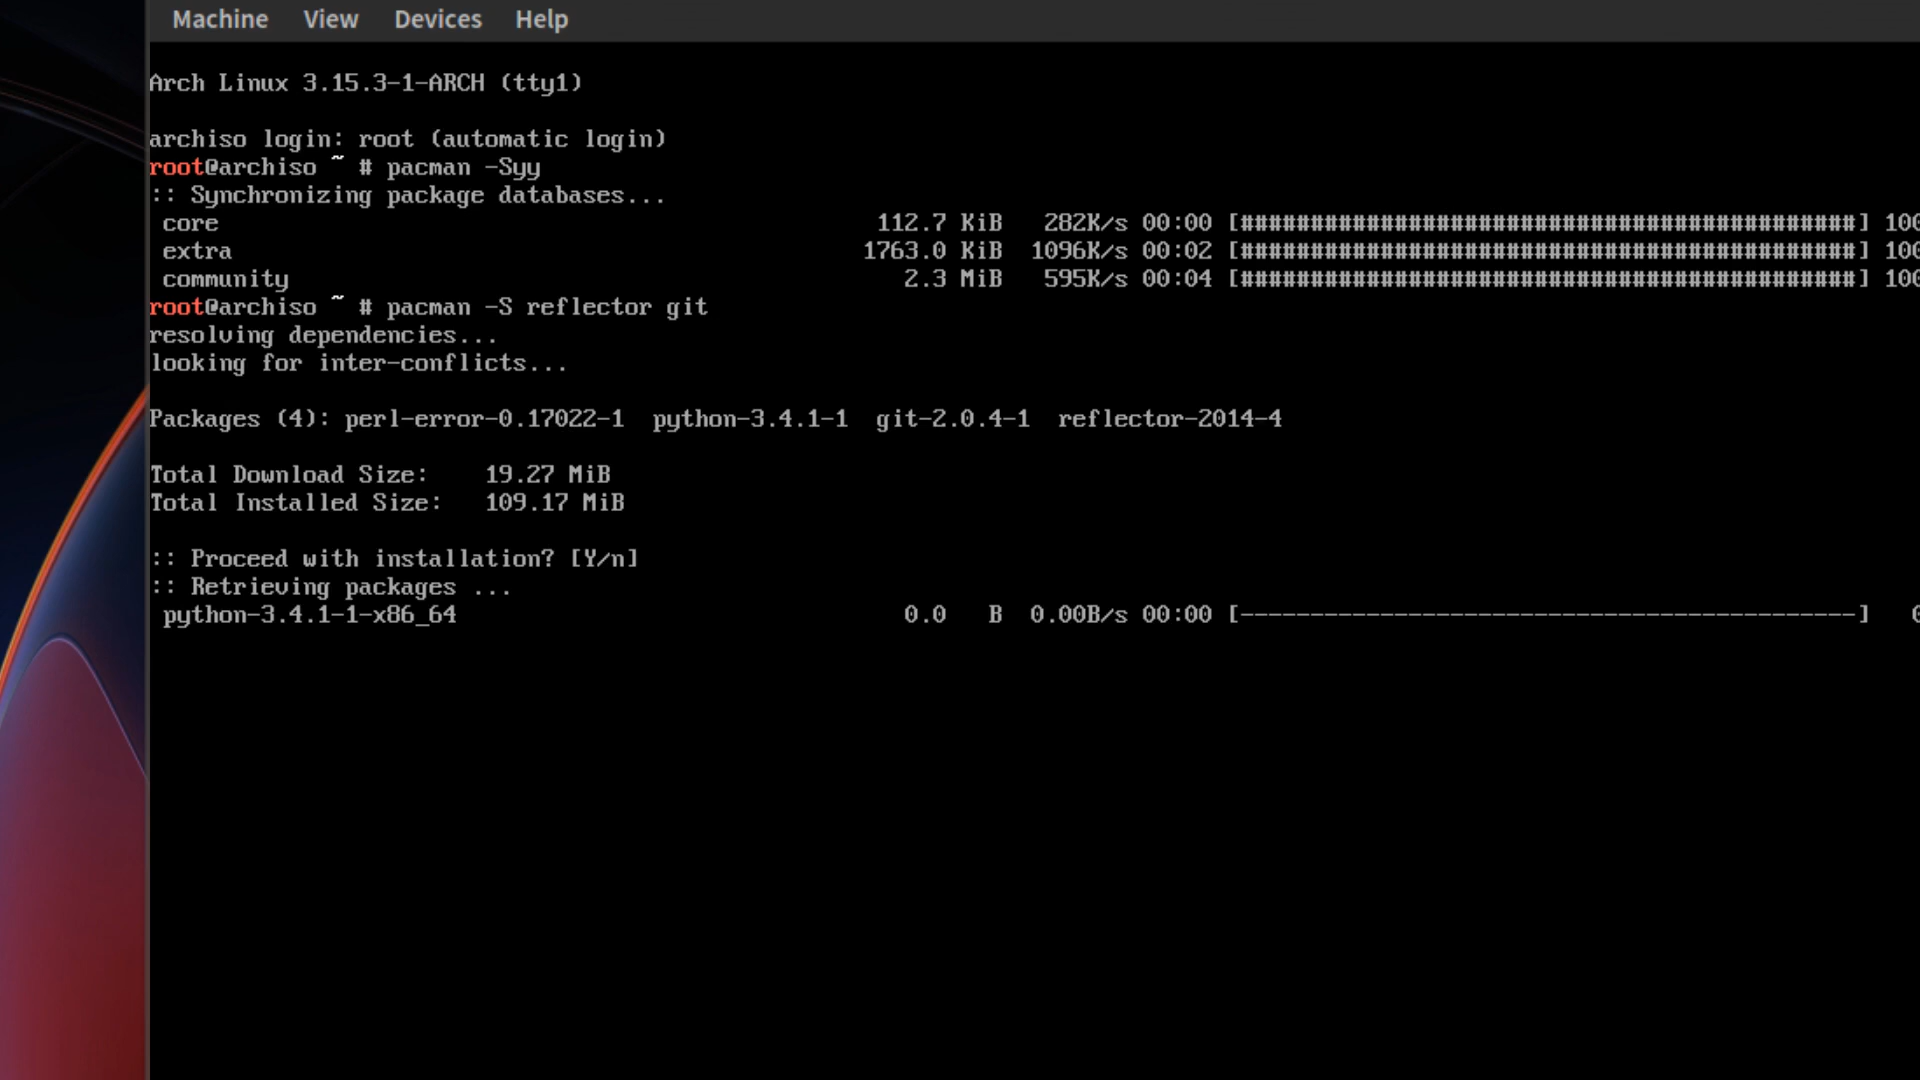 Machine View Devices Help
Arch Linux 3.15.3-1-ARCH (tty1)
archiso login: root (automatic login)
root@archiso ~ # pacman -Syy
:: Synchronizing package databases...
core 112.7 KiB 282K/s 00:00 [############################################] 100
extra 1763.0 KiB 1096K/s 00:02 [############################################] 100
community 2.3 MiB 595K/s 00:04 [############################################] 100
root@archiso ~ # pacman -S reflector git
resolving dependencies...
looking for inter-conflicts...
Packages (4): perl-error-0.17022-1 python-3.4.1-1 git-2.0.4-1 reflector-2014-4
Total Download Size: 19.27 MiB
Total Installed Size: 109.17 MiB
:: Proceed with installation? [Y/n]
:: Retrieving packages ...
python-3.4.1-1-x86_64 0.0 B 0.00B/s 00:00 [--------------------------------------------] 0